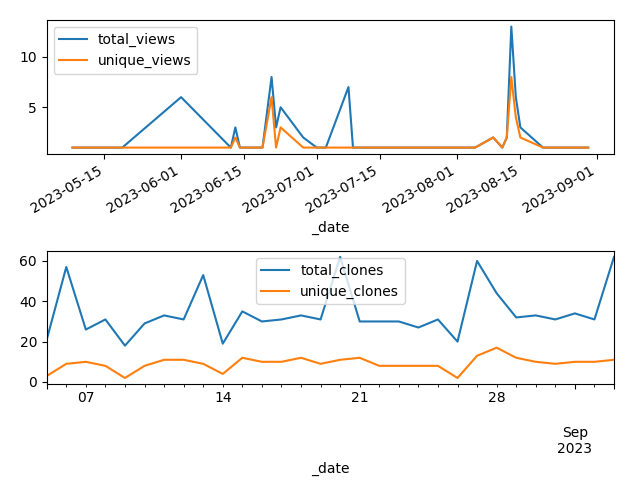 total_views
unique_views
10
5
2023-05-15 2023-06-01 2023-06-15 2023-07-01 2023-07-15 2023-08-01 2023-08-15 2023-09-01
_date
total_clones
unique_clones
60
40
20
0
07 14 21 28
Sep
2023
_date